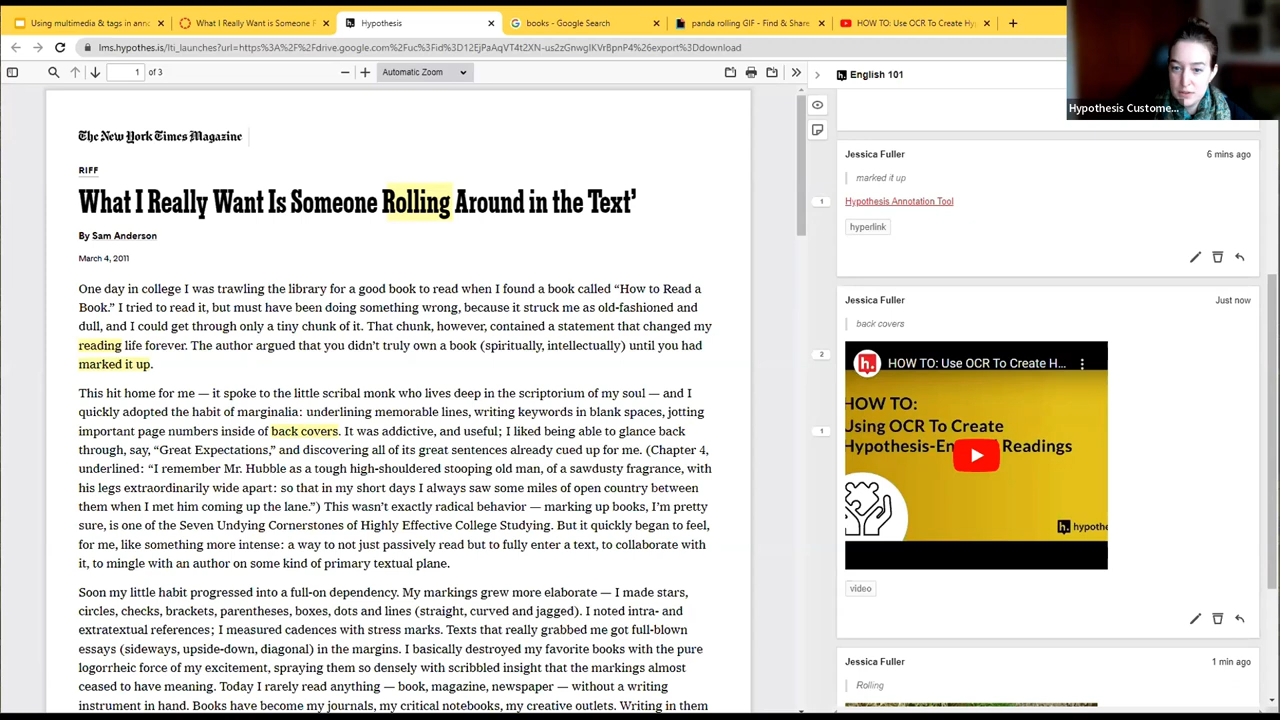 Using multimedia & tags in anno
What I Really Want is Someone F
Hypothesis
books - Google Search
panda rolling GIF - Find & Share
HOW TO: Use OCR To Create Hy
lms.hypothes.is/lti_launches?url=https%3A%2F%2Fdrive.google.com%2Fuc%3Fid%3D12EjPaAqVT4t2XN-us2zGnwgIKVrBpnP4%26export%3Ddownload
1 of 3
Automatic Zoom
English 101
Hypothesis Custome...
The New York Times Magazine
RIFF
What I Really Want Is Someone Rolling Around in the Text’
By Sam Anderson
March 4, 2011
One day in college I was trawling the library for a good book to read when I found a book called “How to Read a
Book.” I tried to read it, but must have been doing something wrong, because it struck me as old-fashioned and
dull, and I could get through only a tiny chunk of it. That chunk, however, contained a statement that changed my
reading life forever. The author argued that you didn’t truly own a book (spiritually, intellectually) until you had
marked it up.
This hit home for me — it spoke to the little scribal monk who lives deep in the scriptorium of my soul — and I
quickly adopted the habit of marginalia: underlining memorable lines, writing keywords in blank spaces, jotting
important page numbers inside of back covers. It was addictive, and useful; I liked being able to glance back
through, say, “Great Expectations,” and discovering all of its great sentences already cued up for me. (Chapter 4,
underlined: “I remember Mr. Hubble as a tough high-shouldered stooping old man, of a sawdusty fragrance, with
his legs extraordinarily wide apart: so that in my short days I always saw some miles of open country between
them when I met him coming up the lane.”) This wasn’t exactly radical behavior — marking up books, I’m pretty
sure, is one of the Seven Undying Cornerstones of Highly Effective College Studying. But it quickly began to feel,
for me, like something more intense: a way to not just passively read but to fully enter a text, to collaborate with
it, to mingle with an author on some kind of primary textual plane.
Soon my little habit progressed into a full-on dependency. My markings grew more elaborate — I made stars,
circles, checks, brackets, parentheses, boxes, dots and lines (straight, curved and jagged). I noted intra- and
extratextual references; I measured cadences with stress marks. Texts that really grabbed me got full-blown
essays (sideways, upside-down, diagonal) in the margins. I basically destroyed my favorite books with the pure
logorrheic force of my excitement, spraying them so densely with scribbled insight that the markings almost
ceased to have meaning. Today I rarely read anything — book, magazine, newspaper — without a writing
instrument in hand. Books have become my journals, my critical notebooks, my creative outlets. Writing in them
1
2
1
Jessica Fuller
6 mins ago
marked it up
Hypothesis Annotation Tool
hyperlink
Jessica Fuller
Just now
back covers
h.
HOW TO: Use OCR To Create H...
HOW TO:
Using OCR To Create
Hypothesis-En
Readings
h. hypothe
video
Jessica Fuller
1 min ago
Rolling